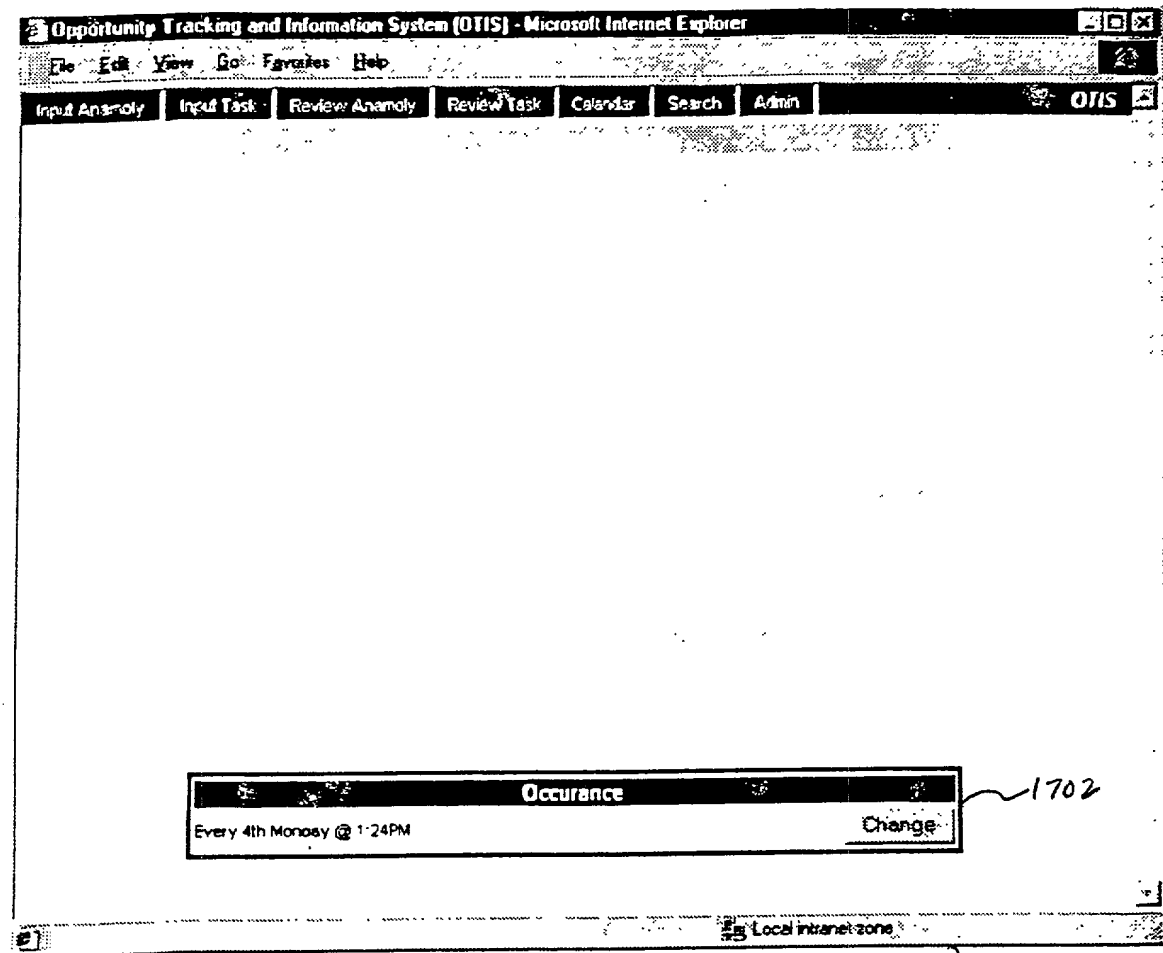 Opportunity Tracking and Information System (OTIS) - Microsoft Internet Explorer
File Edit View Go Favorites Help
Input Anamoly Input Task Review Anamoly Review Task Calandar Search Admin OTIS
Occurance
1702
Every 4th Monday @ 1:24PM Change
Local intranet zone